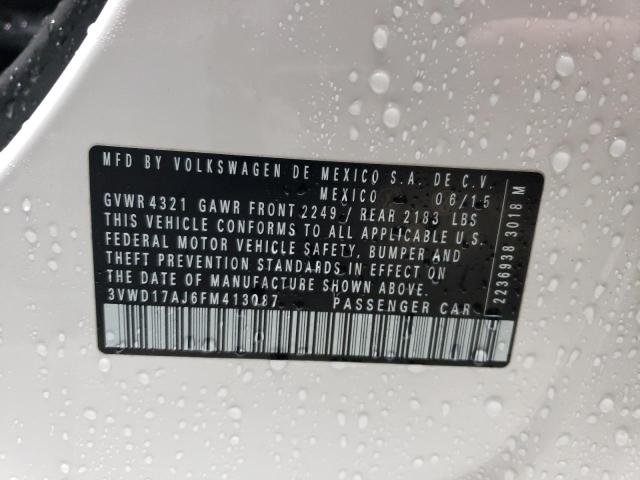 MFD BY VOLKSWAGEN DE MEXICO S.A. DE C.V.
MEXICO 06/15
GVWR 4321 GAWR FRONT 2249 / REAR 2183 LBS
THIS VEHICLE CONFORMS TO ALL APPLICABLE U.S.
FEDERAL MOTOR VEHICLE SAFETY, BUMPER AND
THEFT PREVENTION STANDARDS IN EFFECT ON
THE DATE OF MANUFACTURE SHOWN ABOVE.
3VWD17AJ6FM413087 PASSENGER CAR
2236938 3018 M